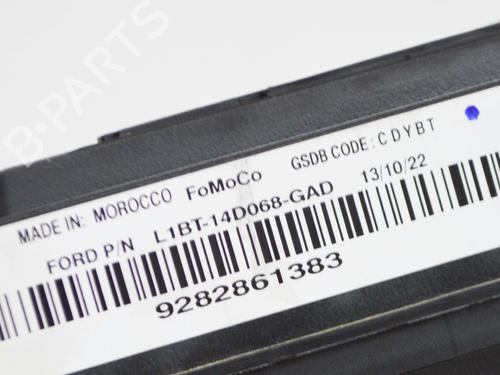 B-PARTS
MADE IN: MOROCCO FoMoCo GSDB CODE: CDYBT
FORD P/N L1BT-14D068-GAD 13/10/22
9282861383